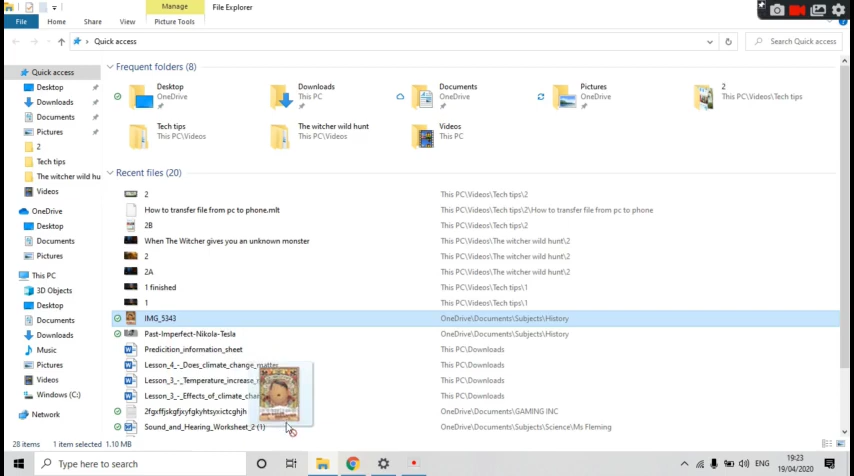 Manage
File Explorer
File
Home
Share
View
Picture Tools
Quick access
Search Quick access
Quick access
Desktop
Downloads
Documents
Pictures
2
Tech tips
The witcher wild hu
Videos
OneDrive
Desktop
Documents
Pictures
This PC
3D Objects
Desktop
Documents
Downloads
Music
Pictures
Videos
Windows (C:)
Network
Frequent folders (8)
Desktop
OneDrive
Downloads
This PC
Documents
OneDrive
Pictures
OneDrive
2
This PC\Videos\Tech tips
Tech tips
This PC\Videos
The witcher wild hunt
This PC\Videos
Videos
This PC
Recent files (20)
2 This PC\Videos\Tech tips\2
How to transfer file from pc to phone.mlt This PC\Videos\Tech tips\2\How to transfer file from pc to phone
2B This PC\Videos\Tech tips\2
When The Witcher gives you an unknown monster This PC\Videos\The witcher wild hunt\2
2 This PC\Videos\The witcher wild hunt\2
2A This PC\Videos\The witcher wild hunt\2
1 finished This PC\Videos\Tech tips\1
1 This PC\Videos\Tech tips\1
IMG_5343 OneDrive\Documents\Subjects\History
Past-Imperfect-Nikola-Tesla OneDrive\Documents\Subjects\History
Predicition_information_sheet This PC\Downloads
Lesson_4_-_Does_climate_change_matter This PC\Downloads
Lesson_3_-_Temperature_increase This PC\Downloads
Lesson_3_-_Effects_of_climate_cha This PC\Downloads
OneDrive\Documents\GAMING INC
Sound_and_Hearing_Worksheet_2 (1) OneDrive\Documents\Subjects\Science\Ms Fleming
28 items 1 item selected 1.10 MB
Type here to search
ENG
19:23
19/04/2020